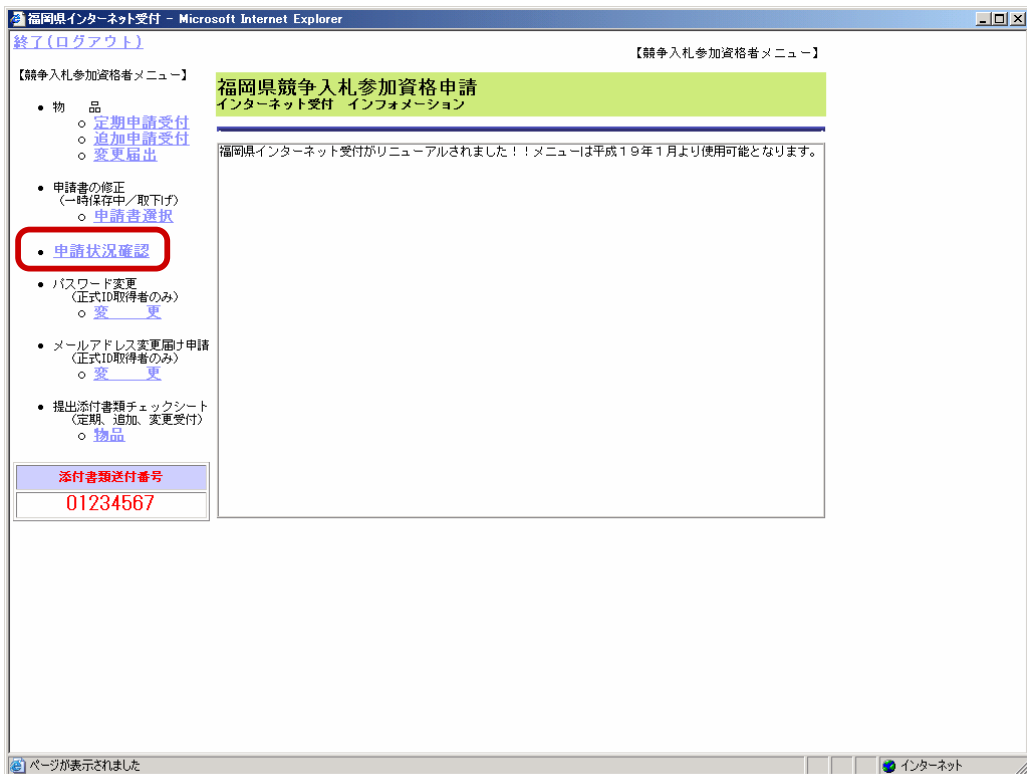 福岡県インターネット受付 - Microsoft Internet Explorer
終了(ログアウト)
【競争入札参加資格者メニュー】
【競争入札参加資格者メニュー】
物　品
定期申請受付
追加申請受付
変更届出
申請書の修正
(一時保存中／取下げ)
申請書選択
申請状況確認
パスワード変更
(正式ID取得者のみ)
変　　更
メールアドレス変更届け申請
(正式ID取得者のみ)
変　　更
提出添付書類チェックシート
(定期、追加、変更受付)
物品
添付書類送付番号
01234567
福岡県競争入札参加資格申請
インターネット受付　インフォメーション
福岡県インターネット受付がリニューアルされました！！メニューは平成１９年１月より使用可能となります。
ページが表示されました
インターネット